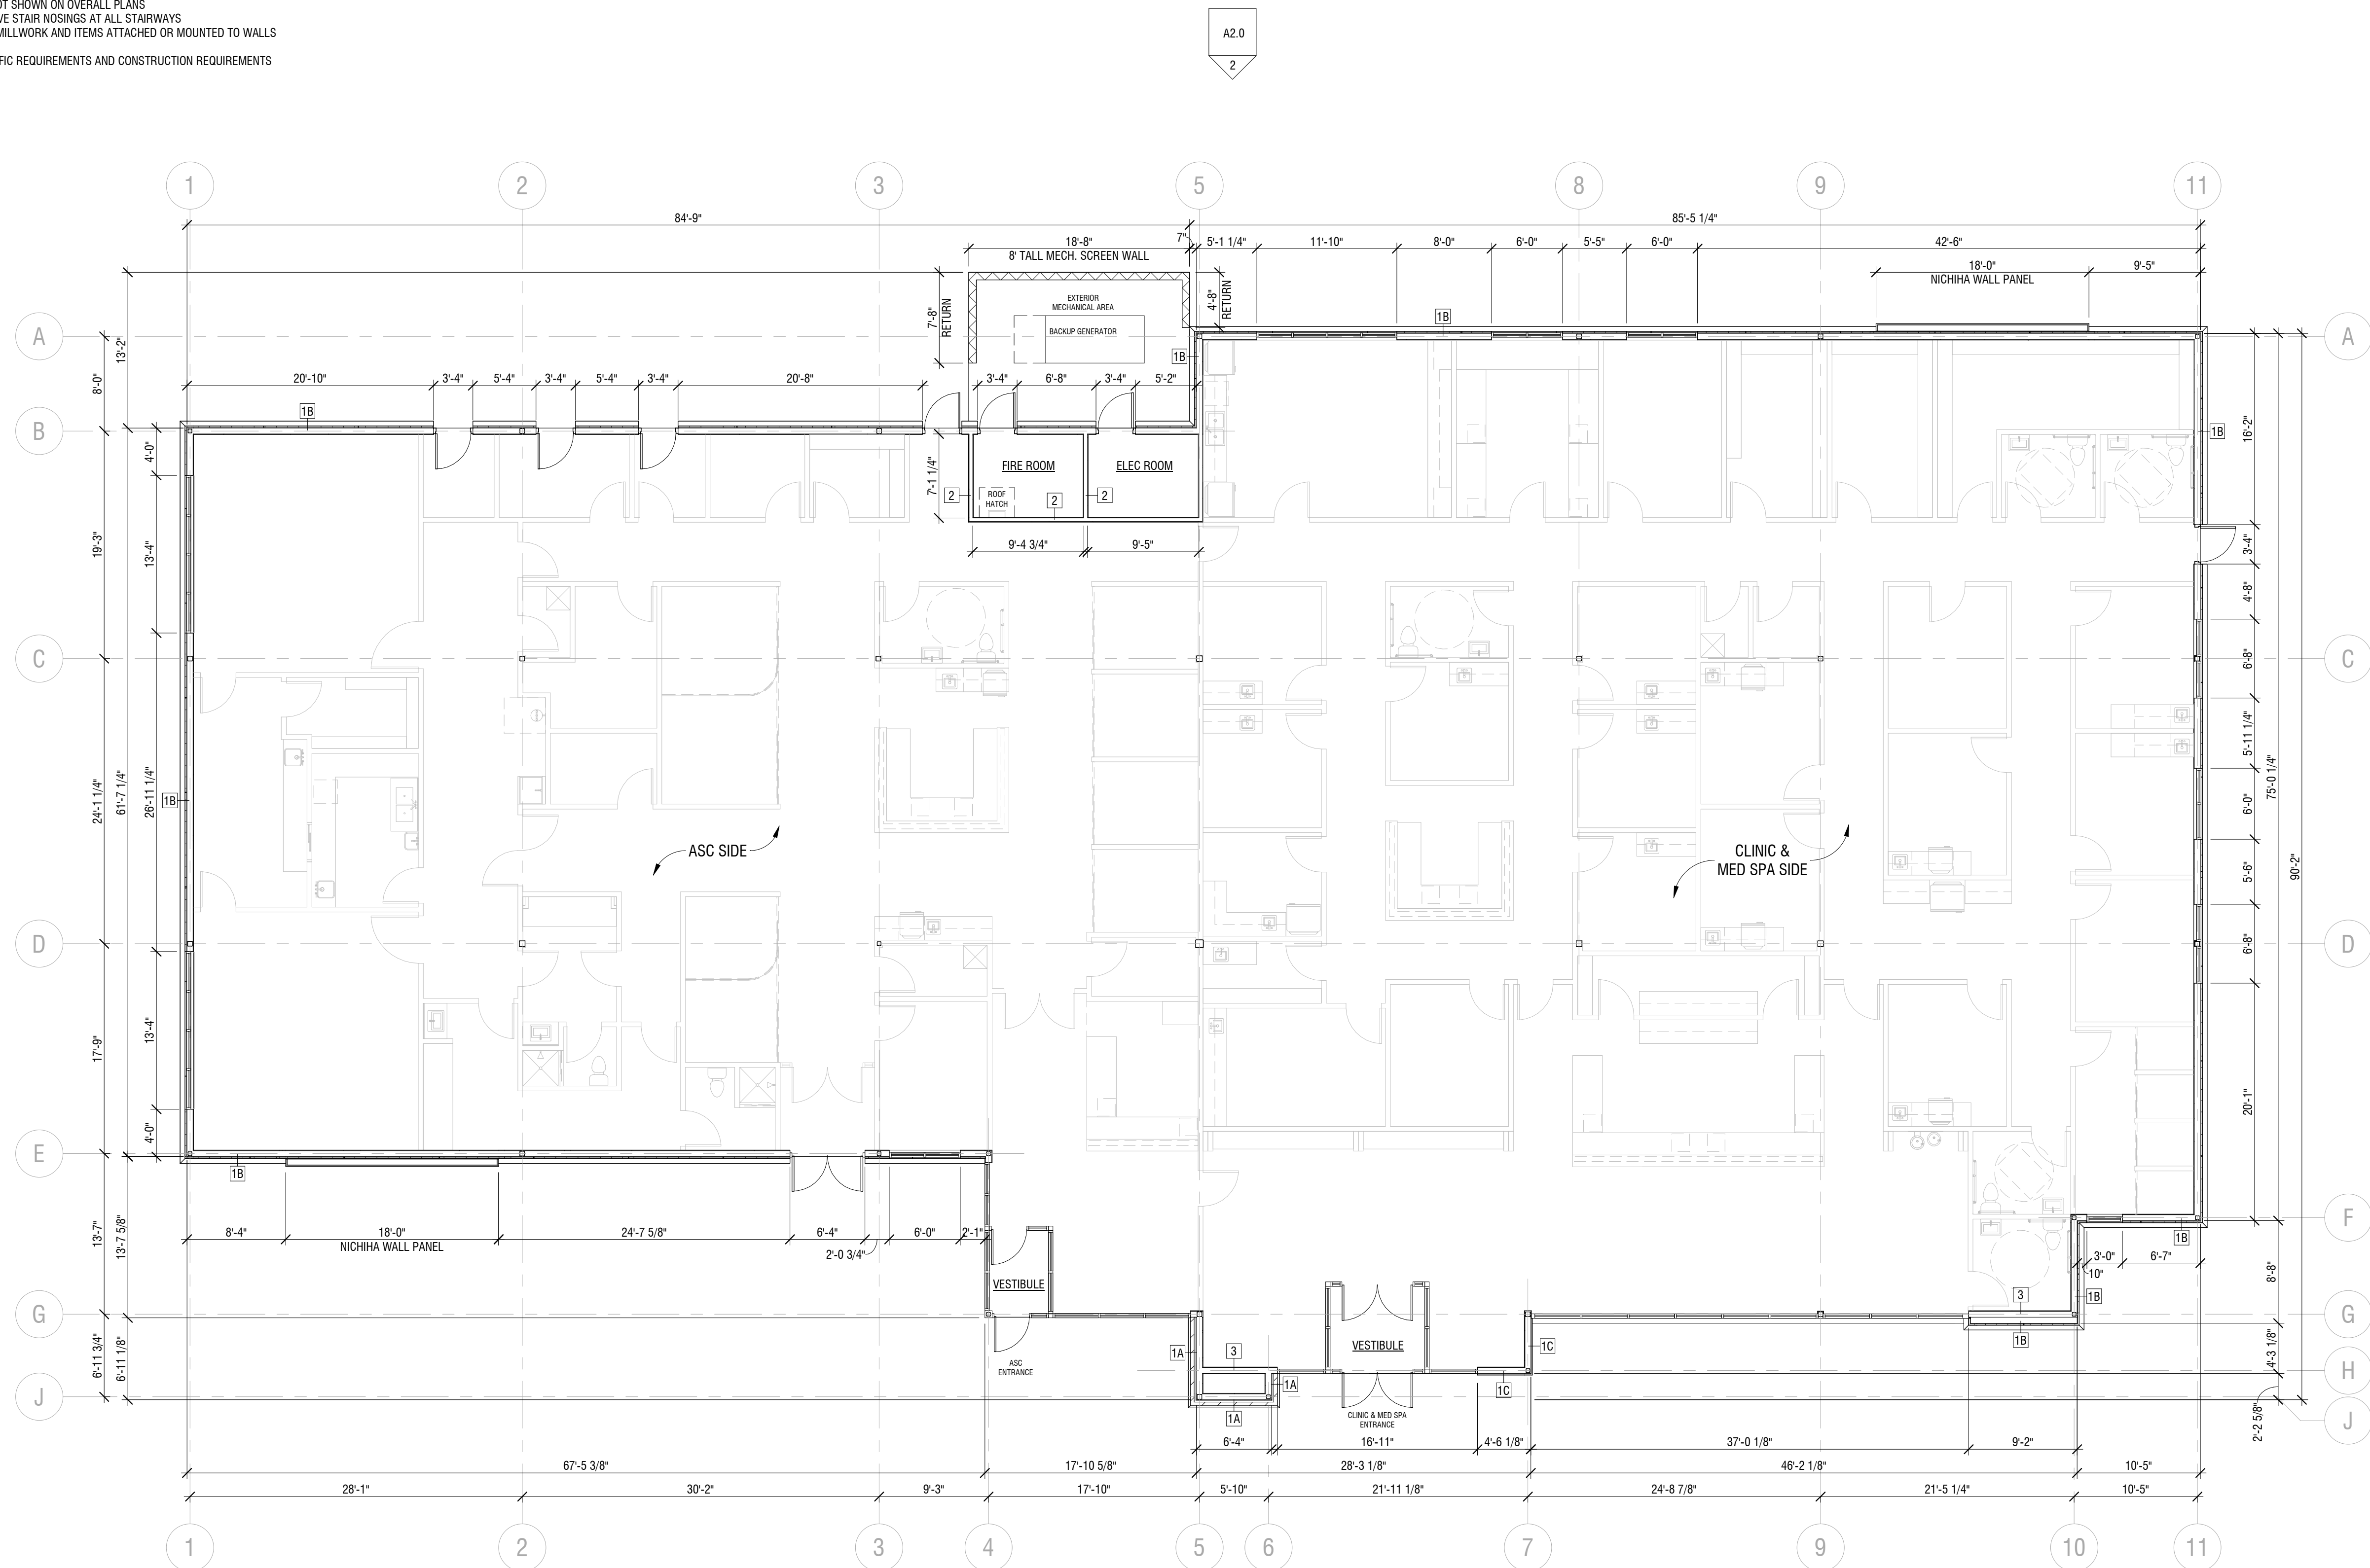 OT SHOWN ON OVERALL PLANS
VE STAIR NOSINGS AT ALL STAIRWAYS
MILLWORK AND ITEMS ATTACHED OR MOUNTED TO WALLS
FIC REQUIREMENTS AND CONSTRUCTION REQUIREMENTS
A2.0
2
1
2
3
5
8
9
11
84'-9"
85'-5 1/4"
18'-8"
8' TALL MECH. SCREEN WALL
7"
5'-1 1/4"
11'-10"
8'-0"
6'-0"
5'-5"
6'-0"
42'-6"
18'-0"
NICHIHA WALL PANEL
9'-5"
7'-8"
RETURN
EXTERIOR
MECHANICAL AREA
BACKUP GENERATOR
4'-8"
RETURN
1B
1B
A
A
13'-2"
8'-0"
20'-10"
3'-4"
5'-4"
3'-4"
5'-4"
3'-4"
20'-8"
3'-4"
6'-8"
3'-4"
5'-2"
1B
B
4'-0"
7'-1 1/4"
FIRE ROOM
ELEC ROOM
2
ROOF
HATCH
2
2
16'-2"
1B
19'-3"
13'-4"
9'-4 3/4"
9'-5"
3'-4"
4'-8"
C
6'-8"
C
5'-11 1/4"
24'-1 1/4"
61'-7 1/4"
26'-11 1/4"
1B
75'-0 1/4"
6'-0"
ASC SIDE
CLINIC &
MED SPA SIDE
5'-6"
90'-2"
D
6'-8"
D
17'-9"
13'-4"
20'-1"
4'-0"
E
1B
13'-7"
13'-7 5/8"
8'-4"
18'-0"
NICHIHA WALL PANEL
24'-7 5/8"
6'-4"
2'-0 3/4"
6'-0"
2'-1"
F
1B
3'-0"
6'-7"
10"
8'-8"
VESTIBULE
1B
G
3
G
1B
6'-11 3/4"
6'-11 1/8"
ASC
ENTRANCE
1A
3
VESTIBULE
1C
4'-3 1/8"
H
1A
1C
J
1A
CLINIC & MED SPA
ENTRANCE
2'-2 5/8"
J
6'-4"
16'-11"
4'-6 1/8"
37'-0 1/8"
9'-2"
67'-5 3/8"
17'-10 5/8"
28'-3 1/8"
46'-2 1/8"
10'-5"
28'-1"
30'-2"
9'-3"
17'-10"
5'-10"
21'-11 1/8"
24'-8 7/8"
21'-5 1/4"
10'-5"
1
2
3
4
5
6
7
9
10
11